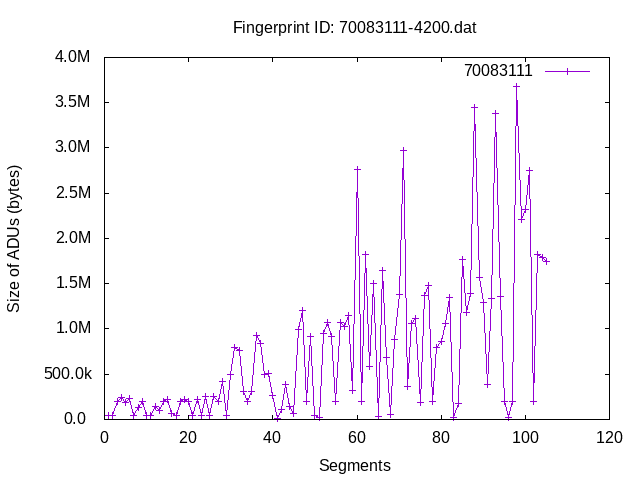 Fingerprint ID: 70083111-4200.dat
70083111
4.0M
3.5M
3.0M
2.5M
2.0M
1.5M
1.0M
500.0k
0.0
Size of ADUs (bytes)
0 20 40 60 80 100 120
Segments